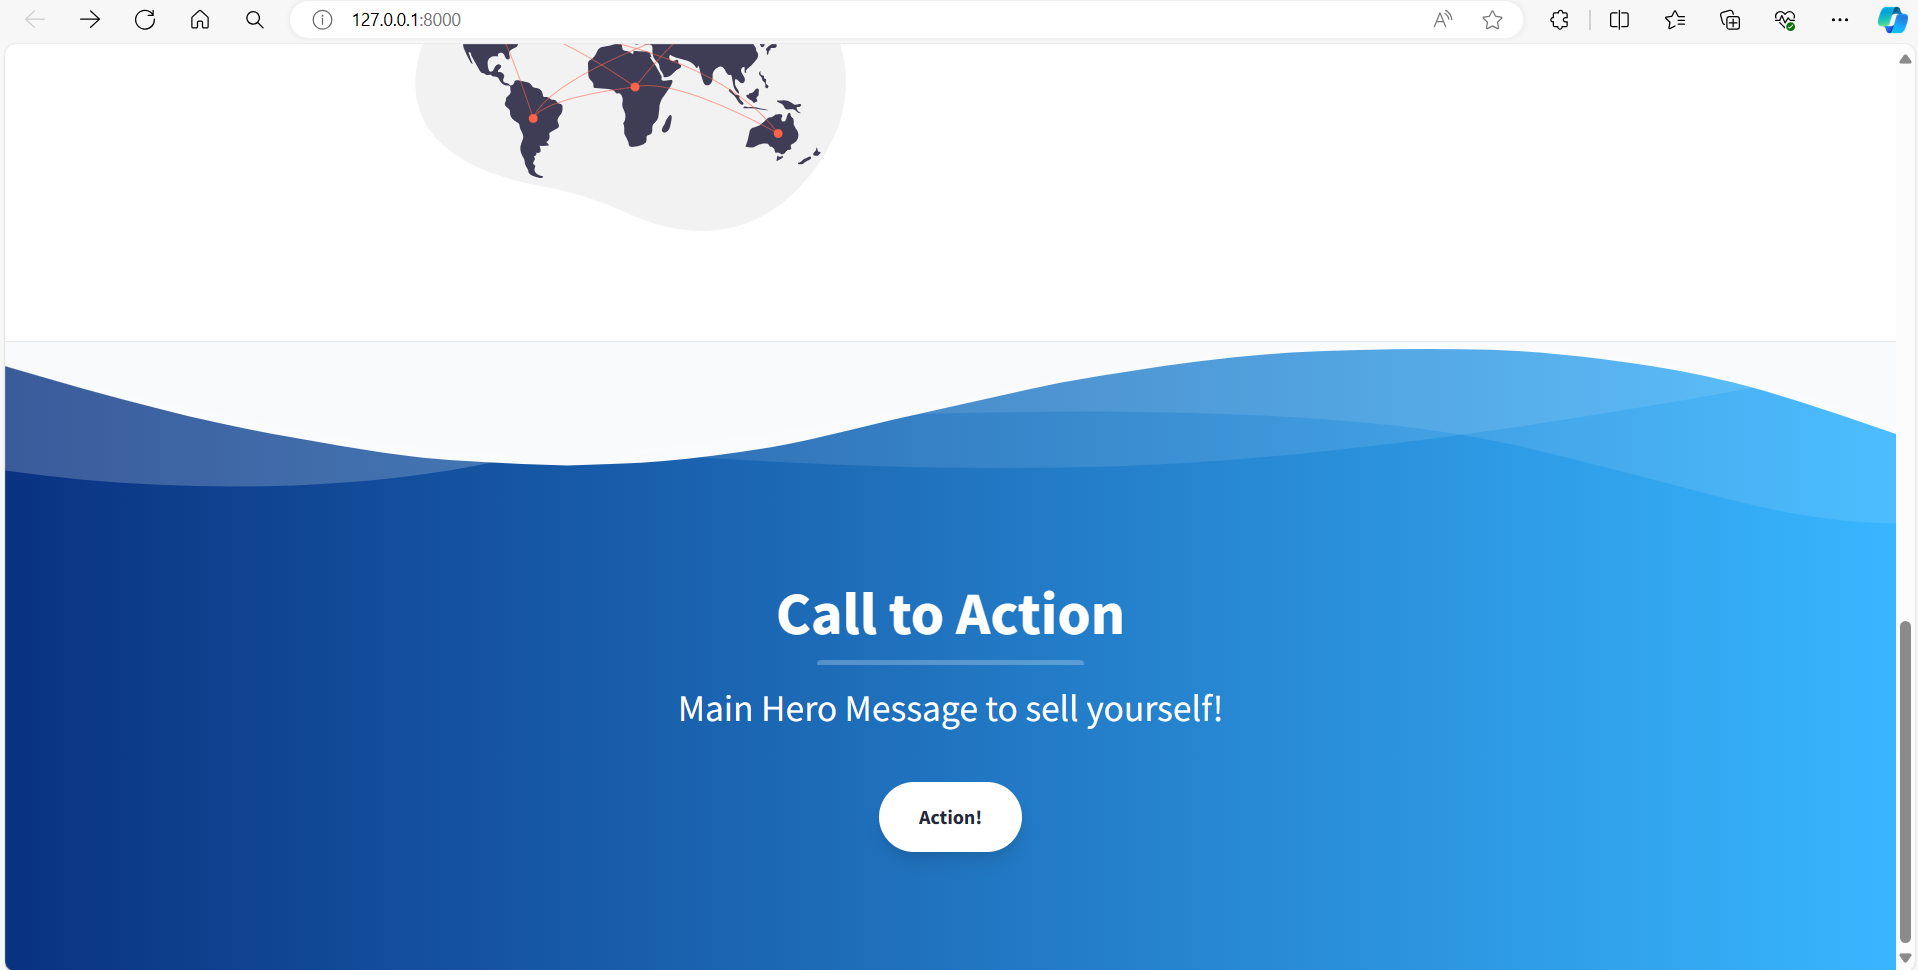 127.0.0.1:8000
Call to Action
Main Hero Message to sell yourself!
Action!